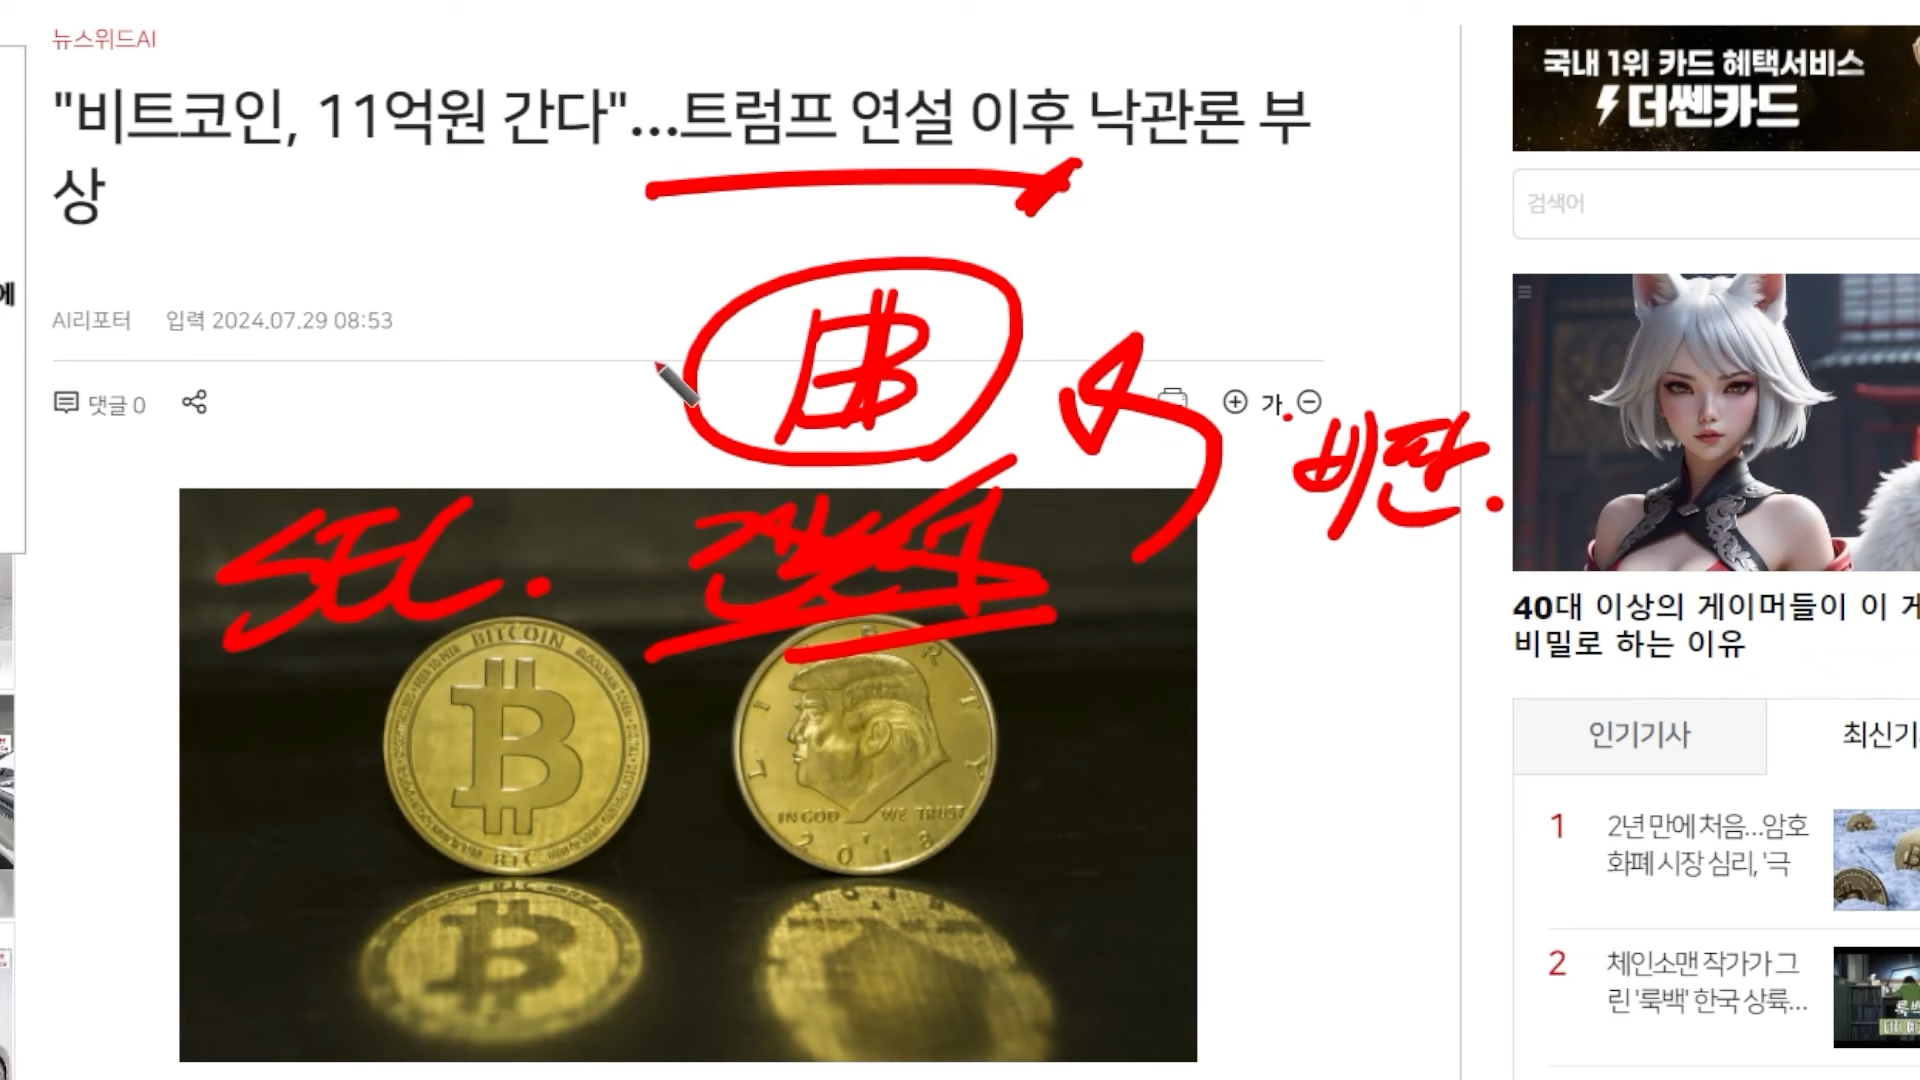 뉴스위드AI
"비트코인, 11억원 간다"...트럼프 연설 이후 낙관론 부
상
에
AI리포터 입력 2024.07.29 08:53
댓글 0
가
비판.
SEC.
BITCOIN
BTC
LIBERTY
IN GOD WE TRUST
2018
국내 1위 카드 혜택서비스
더쎈카드
검색어
40대 이상의 게이머들이 이 게
비밀로 하는 이유
인기기사 최신기
1 2년 만에 처음...암호
화폐 시장 심리, '극
2 체인소맨 작가가 그
린 '룩백' 한국 상륙...